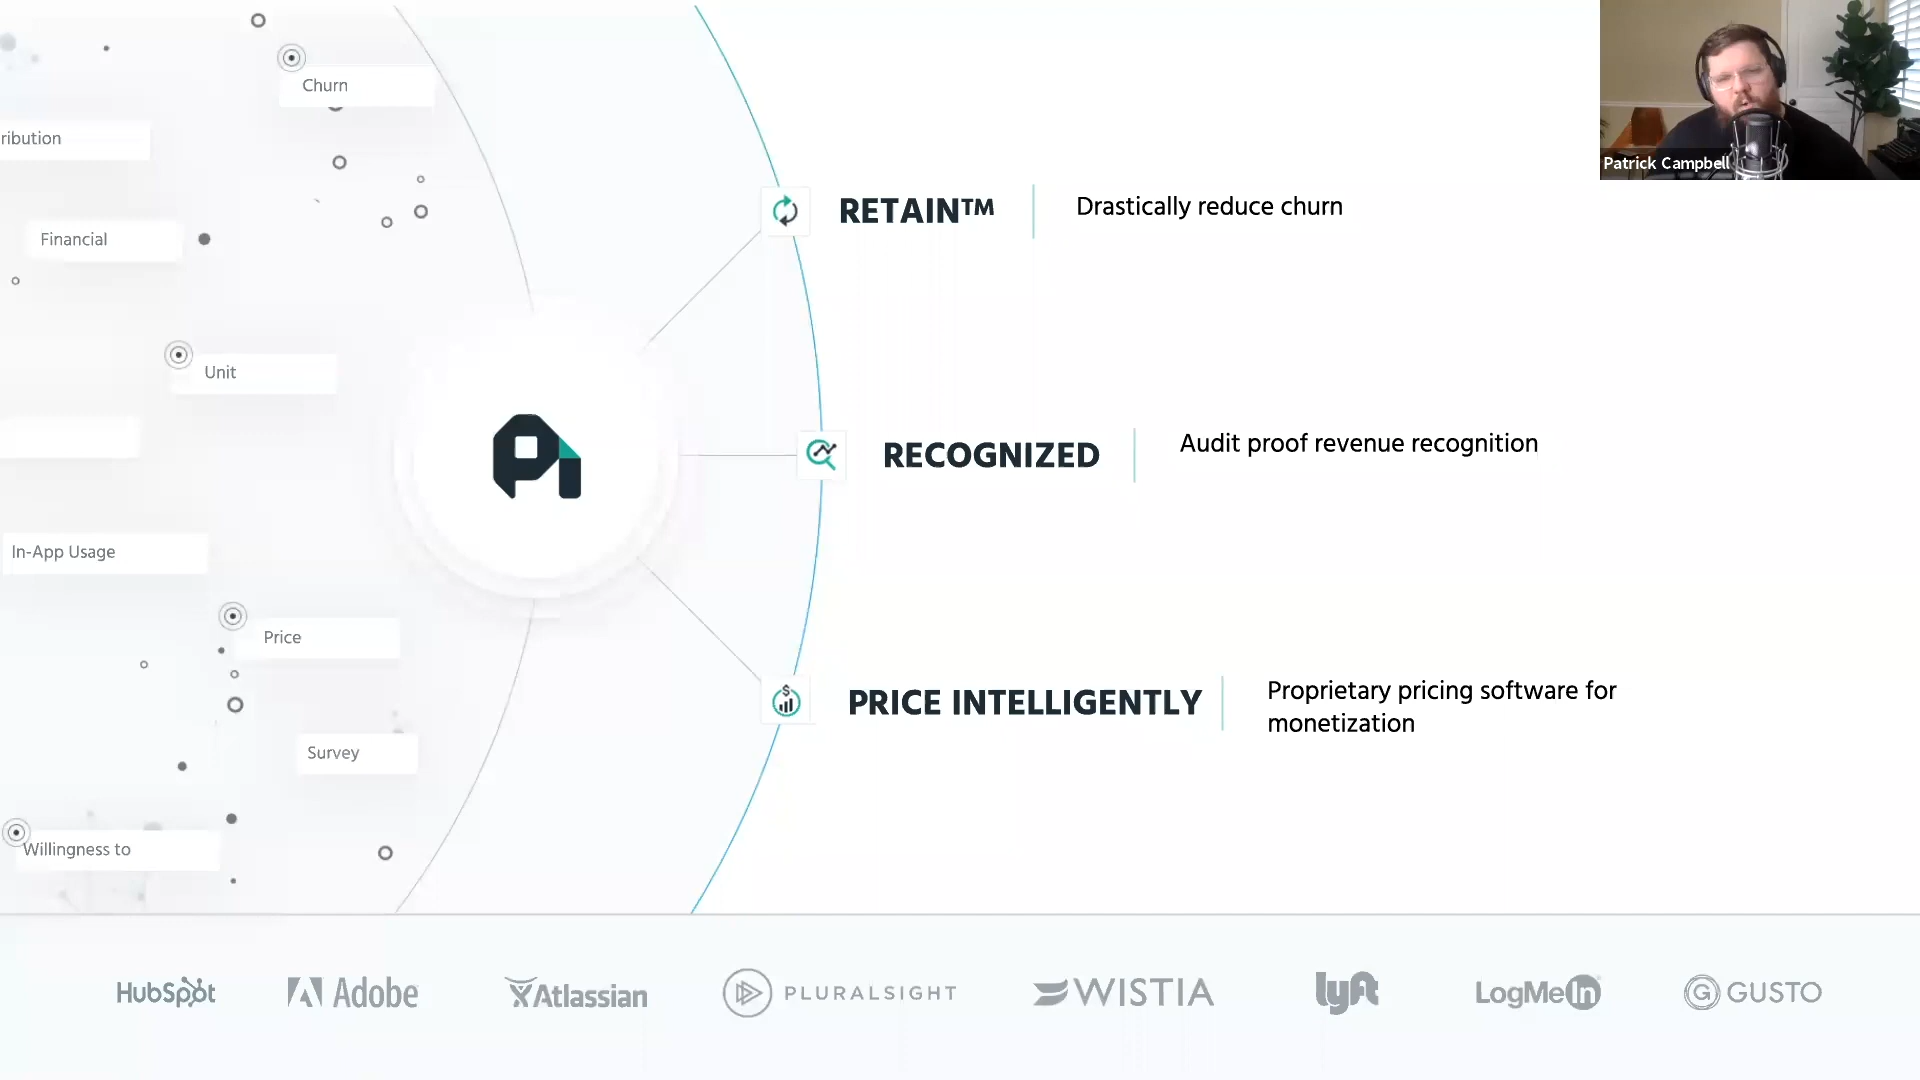 Churn
ribution
Financial
Unit
In-App Usage
Price
Survey
Willingness to
RETAIN™
Drastically reduce churn
RECOGNIZED
Audit proof revenue recognition
PRICE INTELLIGENTLY
Proprietary pricing software for
monetization
Patrick Campbell
HubSpot
Adobe
Atlassian
PLURALSIGHT
WISTIA
lyft
LogMeIn
GUSTO